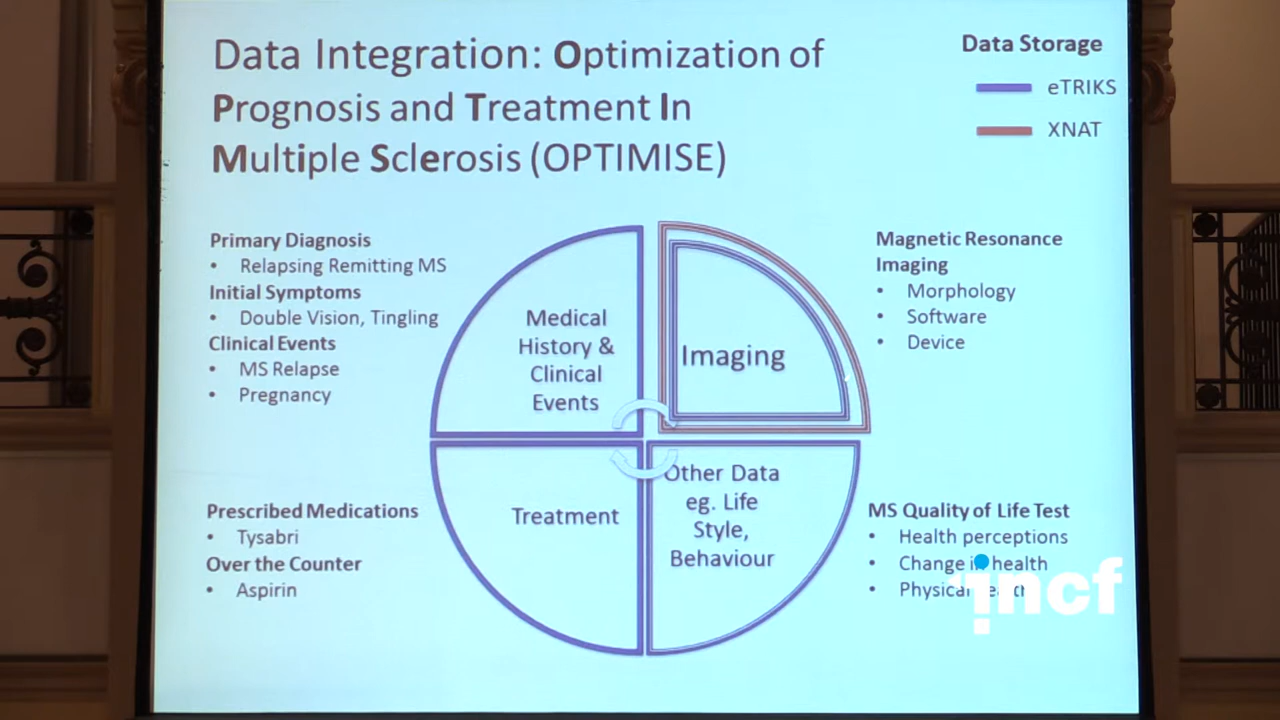 Data Integration: Optimization of
Prognosis and Treatment In
Multiple Sclerosis (OPTIMISE)
Data Storage
eTRIKS
XNAT
Primary Diagnosis
• Relapsing Remitting MS
Initial Symptoms
• Double Vision, Tingling
Clinical Events
• MS Relapse
• Pregnancy
Medical
History &
Clinical
Events
Imaging
Magnetic Resonance
Imaging
• Morphology
• Software
• Device
Prescribed Medications
• Tysabri
Over the Counter
• Aspirin
Treatment
Other Data
eg. Life
Style,
Behaviour
MS Quality of Life Test
• Health perceptions
• Change in health
• Physical
incf